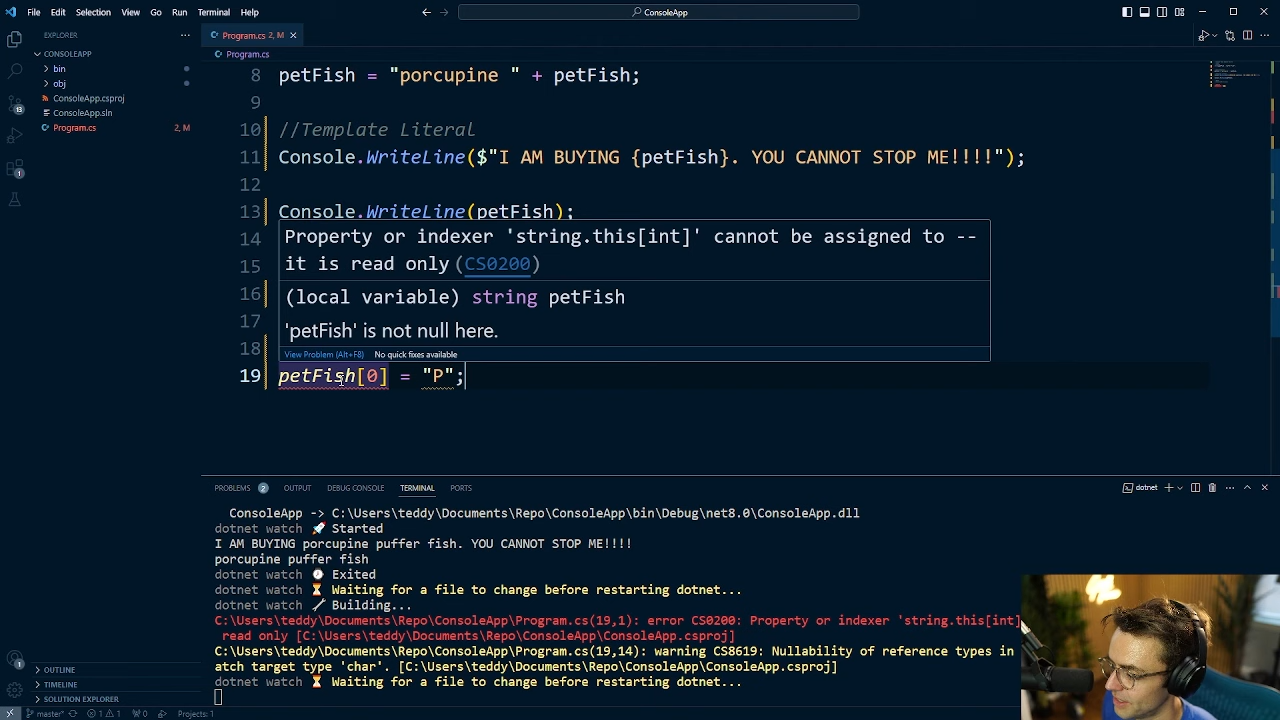 File Edit Selection View Go Run Terminal Help
ConsoleApp
EXPLORER
Program.cs 2, M
CONSOLEAPP
Program.cs
bin
obj
ConsoleApp.csproj
ConsoleApp.sln
Program.cs 2, M
8 petFish = "porcupine " + petFish;
9
10 //Template Literal
11 Console.WriteLine($"I AM BUYING {petFish}. YOU CANNOT STOP ME!!!!");
12
13 Console.WriteLine(petFish);
14
15
16
17
18
Property or indexer 'string.this[int]' cannot be assigned to --
it is read only (CS0200)
(local variable) string petFish
'petFish' is not null here.
View Problem (Alt+F8) No quick fixes available
19 petFish[0] = "P";
PROBLEMS 2 OUTPUT DEBUG CONSOLE TERMINAL PORTS
dotnet
ConsoleApp -> C:\Users\teddy\Documents\Repo\ConsoleApp\bin\Debug\net8.0\ConsoleApp.dll
dotnet watch 🚀 Started
I AM BUYING porcupine puffer fish. YOU CANNOT STOP ME!!!!
porcupine puffer fish
dotnet watch ⌚ Exited
dotnet watch ⏳ Waiting for a file to change before restarting dotnet...
dotnet watch 🔧 Building...
C:\Users\teddy\Documents\Repo\ConsoleApp\Program.cs(19,1): error CS0200: Property or indexer 'string.this[int]
read only [C:\Users\teddy\Documents\Repo\ConsoleApp\ConsoleApp.csproj]
C:\Users\teddy\Documents\Repo\ConsoleApp\Program.cs(19,14): warning CS8619: Nullability of reference types in
atch target type 'char'. [C:\Users\teddy\Documents\Repo\ConsoleApp\ConsoleApp.csproj]
dotnet watch ⏳ Waiting for a file to change before restarting dotnet...
OUTLINE
TIMELINE
SOLUTION EXPLORER
master* 1 1 0 Projects: 1
13
1
1